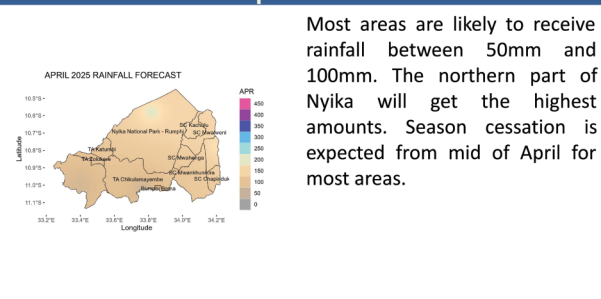 Most areas are likely to receive
rainfall between 50mm and
100mm. The northern part of
Nyika will get the highest
amounts. Season cessation is
expected from mid of April for
most areas.
APRIL 2025 RAINFALL FORECAST
APR
450
400
350
300
250
200
150
100
50
0
Latitude
10.5°S
10.6°S
10.7°S
10.8°S
10.9°S
11.0°S
11.1°S
SC Kachulu
Nyika National Park - Rumphi
SC Mwalweni
TA Katumbi
TA Zolokere
SC Mwahenga
SC Mwankhunikira
TA Chikulamayembe
SC Chapinduk
Rumphi Boma
33.2°E 33.4°E 33.6°E 33.8°E 34.0°E 34.2°E
Longitude